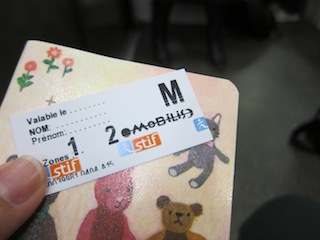 Valable le ........
M
NOM: ............
Prénom: ..........
Zones 1 2 MOBILIS
stif stif